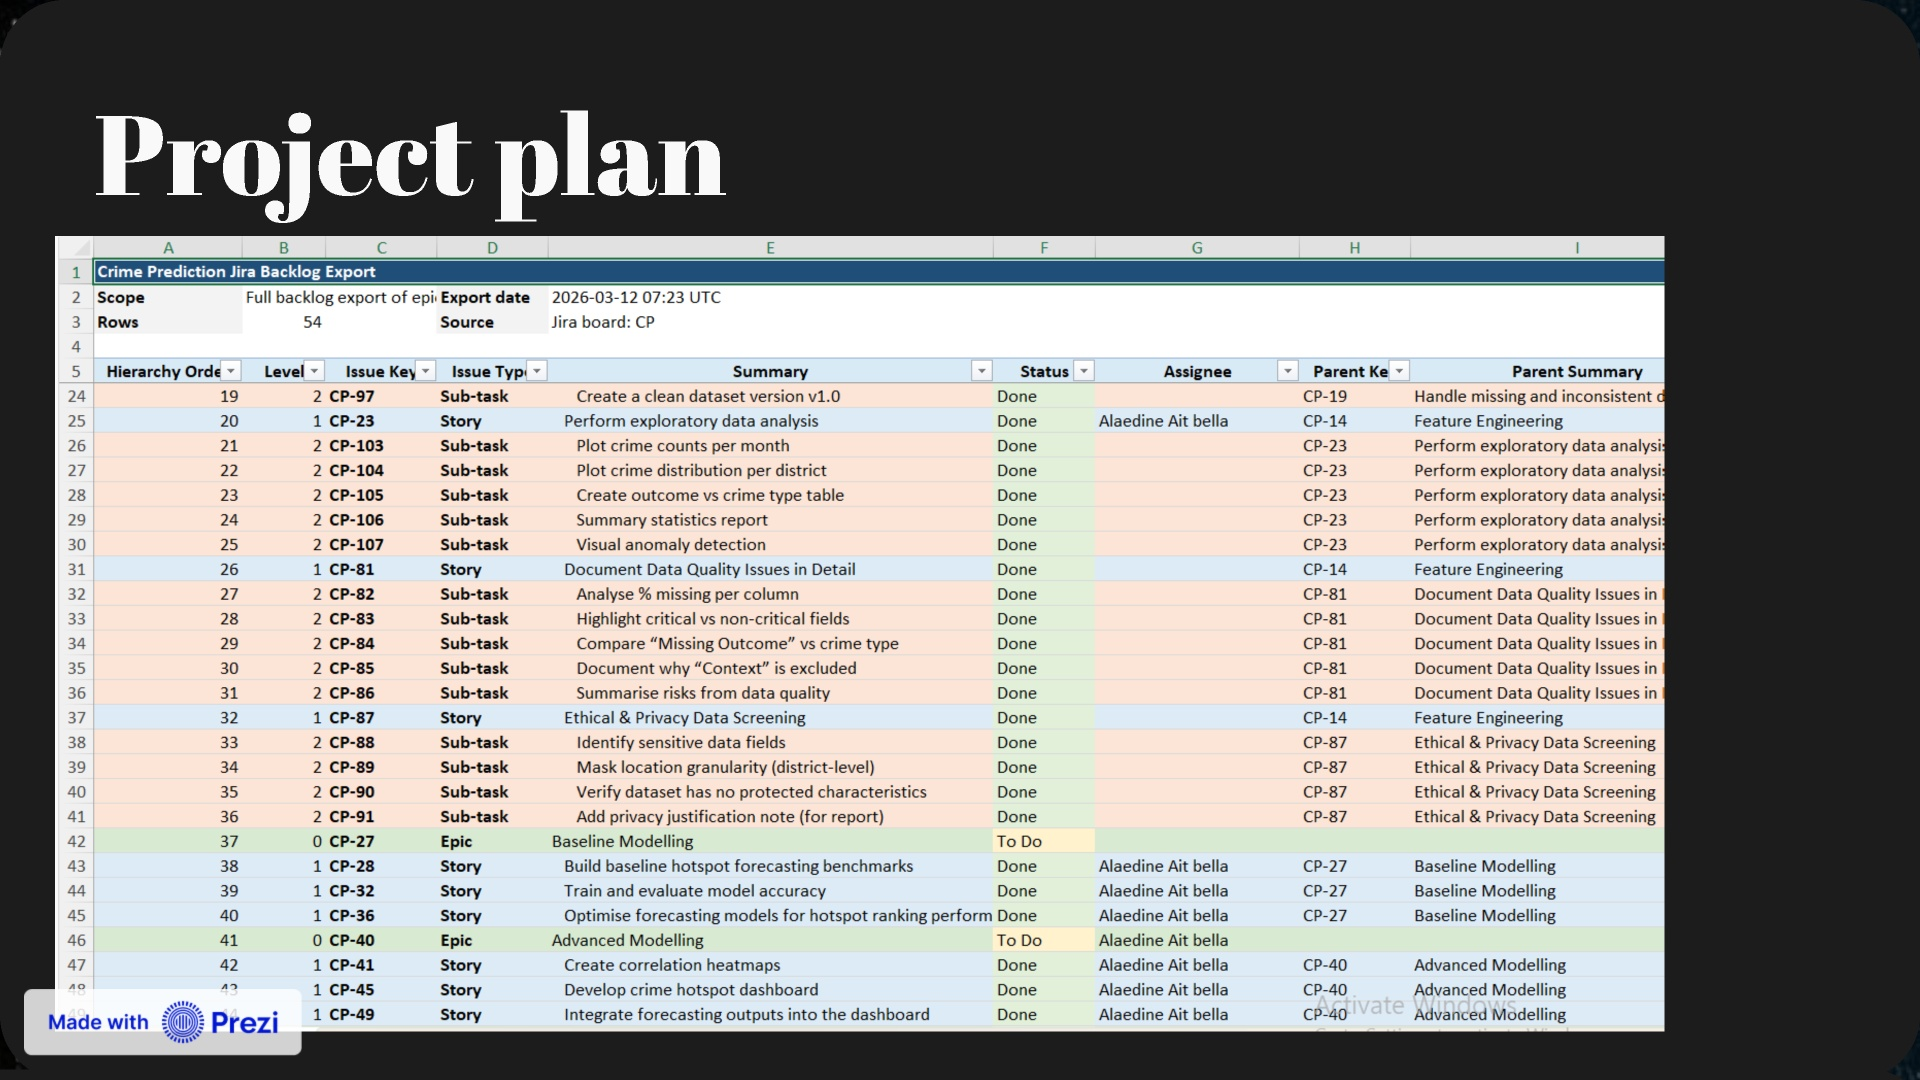 Project plan
A B C D E F G H I
1 Crime Prediction Jira Backlog Export
2 Scope Full backlog export of epi Export date 2026-03-12 07:23 UTC
3 Rows 54 Source Jira board: CP
4
5 Hierarchy Orde Level Issue Key Issue Typ Summary Status Assignee Parent Ke Parent Summary
24 19 2 CP-97 Sub-task Create a clean dataset version v1.0 Done CP-19 Handle missing and inconsistent d
25 20 1 CP-23 Story Perform exploratory data analysis Done Alaedine Ait bella CP-14 Feature Engineering
26 21 2 CP-103 Sub-task Plot crime counts per month Done CP-23 Perform exploratory data analysis
27 22 2 CP-104 Sub-task Plot crime distribution per district Done CP-23 Perform exploratory data analysis
28 23 2 CP-105 Sub-task Create outcome vs crime type table Done CP-23 Perform exploratory data analysis
29 24 2 CP-106 Sub-task Summary statistics report Done CP-23 Perform exploratory data analysis
30 25 2 CP-107 Sub-task Visual anomaly detection Done CP-23 Perform exploratory data analysis
31 26 1 CP-81 Story Document Data Quality Issues in Detail Done CP-14 Feature Engineering
32 27 2 CP-82 Sub-task Analyse % missing per column Done CP-81 Document Data Quality Issues in
33 28 2 CP-83 Sub-task Highlight critical vs non-critical fields Done CP-81 Document Data Quality Issues in
34 29 2 CP-84 Sub-task Compare “Missing Outcome” vs crime type Done CP-81 Document Data Quality Issues in
35 30 2 CP-85 Sub-task Document why “Context” is excluded Done CP-81 Document Data Quality Issues in
36 31 2 CP-86 Sub-task Summarise risks from data quality Done CP-81 Document Data Quality Issues in
37 32 1 CP-87 Story Ethical & Privacy Data Screening Done CP-14 Feature Engineering
38 33 2 CP-88 Sub-task Identify sensitive data fields Done CP-87 Ethical & Privacy Data Screening
39 34 2 CP-89 Sub-task Mask location granularity (district-level) Done CP-87 Ethical & Privacy Data Screening
40 35 2 CP-90 Sub-task Verify dataset has no protected characteristics Done CP-87 Ethical & Privacy Data Screening
41 36 2 CP-91 Sub-task Add privacy justification note (for report) Done CP-87 Ethical & Privacy Data Screening
42 37 0 CP-27 Epic Baseline Modelling To Do
43 38 1 CP-28 Story Build baseline hotspot forecasting benchmarks Done Alaedine Ait bella CP-27 Baseline Modelling
44 39 1 CP-32 Story Train and evaluate model accuracy Done Alaedine Ait bella CP-27 Baseline Modelling
45 40 1 CP-36 Story Optimise forecasting models for hotspot ranking perform Done Alaedine Ait bella CP-27 Baseline Modelling
46 41 0 CP-40 Epic Advanced Modelling To Do Alaedine Ait bella
47 42 1 CP-41 Story Create correlation heatmaps Done Alaedine Ait bella CP-40 Advanced Modelling
48 43 1 CP-45 Story Develop crime hotspot dashboard Done Alaedine Ait bella CP-40 Advanced Modelling
49 44 1 CP-49 Story Integrate forecasting outputs into the dashboard Done Alaedine Ait bella CP-40 Advanced Modelling
Activate Windows
Made with Prezi